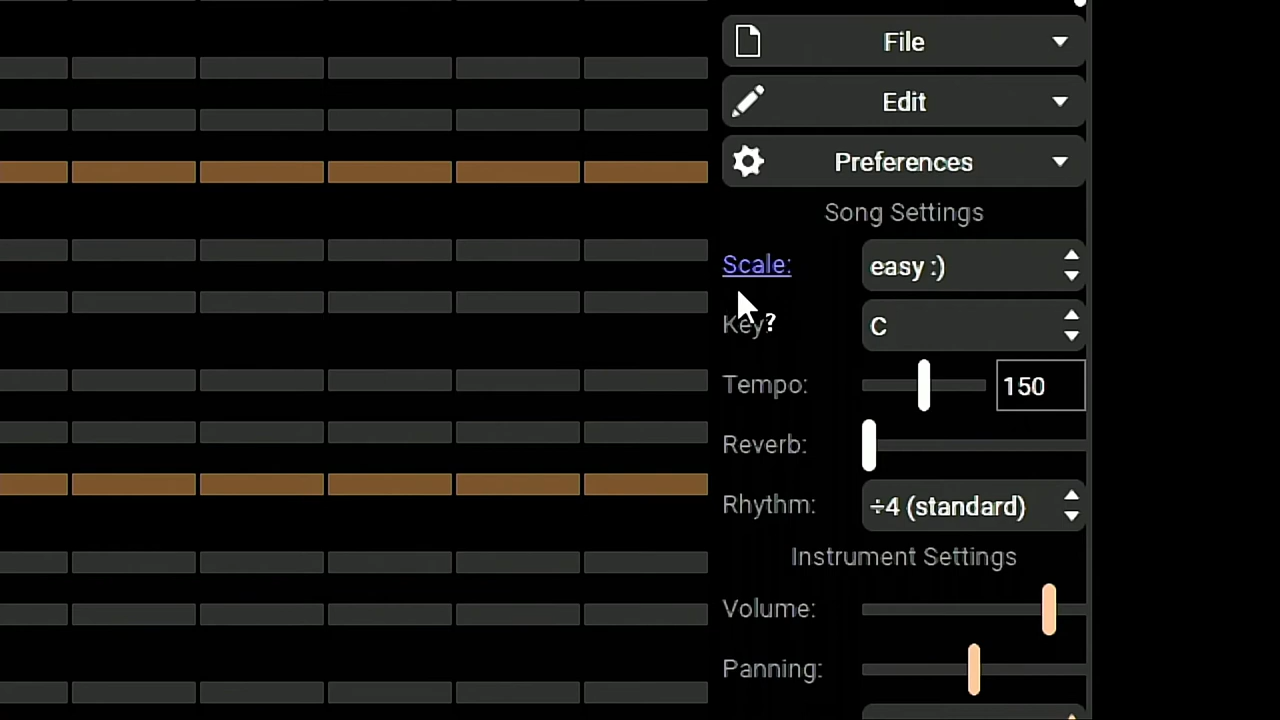 File
Edit
Preferences
Song Settings
Scale: easy :)
Key: C
Tempo: 150
Reverb:
Rhythm: ÷4 (standard)
Instrument Settings
Volume:
Panning: